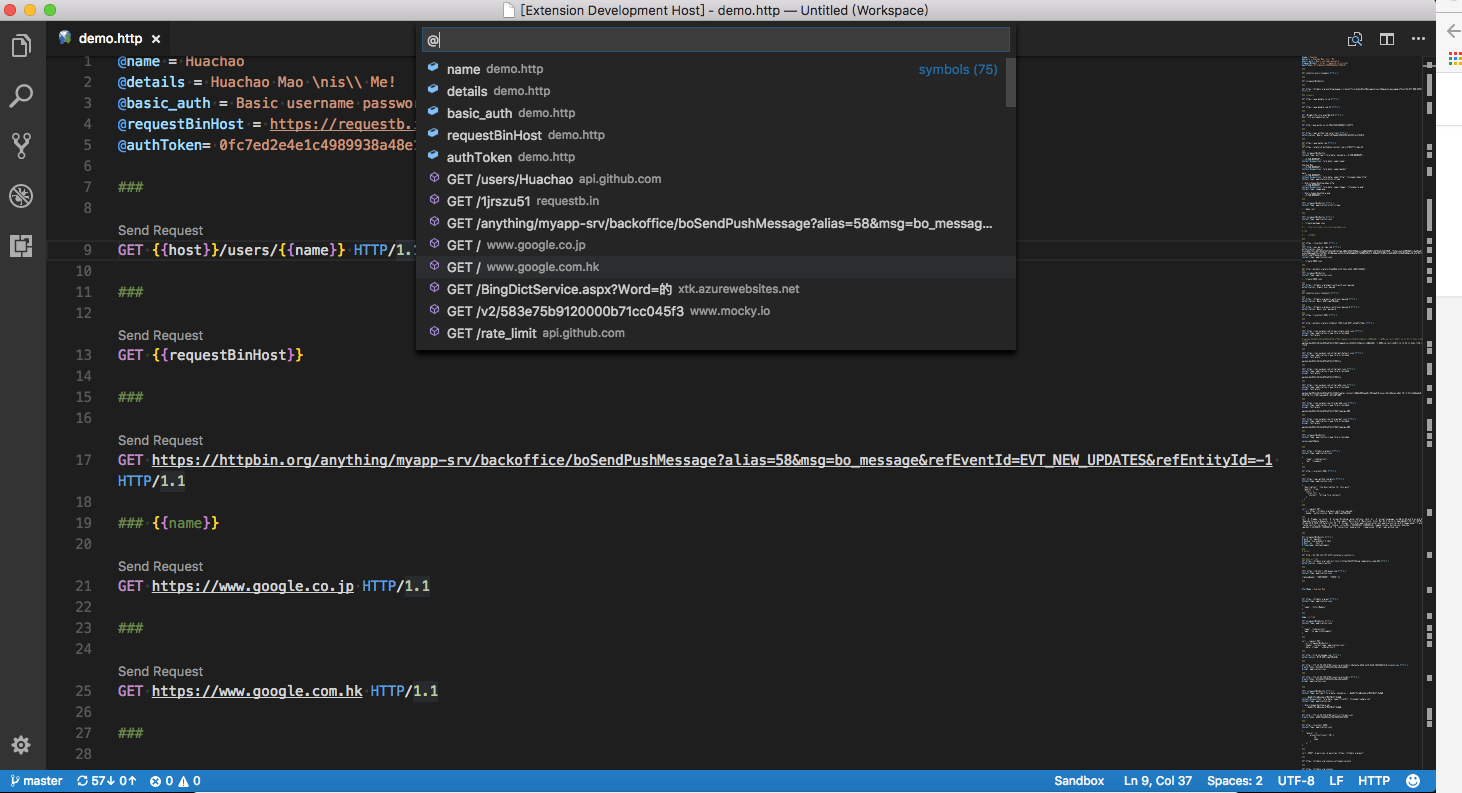 [Extension Development Host] - demo.http — Untitled (Workspace)
demo.http ×
@
name demo.http symbols (75)
details demo.http
basic_auth demo.http
requestBinHost demo.http
authToken demo.http
GET /users/Huachao api.github.com
GET /1jrszu51 requestb.in
GET /anything/myapp-srv/backoffice/boSendPushMessage?alias=58&msg=bo_messag...
GET / www.google.co.jp
GET / www.google.com.hk
GET /BingDictService.aspx?Word=的 xtk.azurewebsites.net
GET /v2/583e75b9120000b71cc045f3 www.mocky.io
GET /rate_limit api.github.com
1 @name = Huachao
2 @details = Huachao Mao \nis\\ Me!
3 @basic_auth = Basic username passwor
4 @requestBinHost = https://requestb.
5 @authToken= 0fc7ed2e4e1c4989938a48e
6
7 ###
8
Send Request
9 GET {{host}}/users/{{name}} HTTP/1.1
10
11 ###
12
Send Request
13 GET {{requestBinHost}}
14
15 ###
16
Send Request
17 GET https://httpbin.org/anything/myapp-srv/backoffice/boSendPushMessage?alias=58&msg=bo_message&refEventId=EVT_NEW_UPDATES&refEntityId=-1
HTTP/1.1
18
19 ### {{name}}
20
Send Request
21 GET https://www.google.co.jp HTTP/1.1
22
23 ###
24
Send Request
25 GET https://www.google.com.hk HTTP/1.1
26
27 ###
28
master 57↓ 0↑ 0 0 Sandbox Ln 9, Col 37 Spaces: 2 UTF-8 LF HTTP